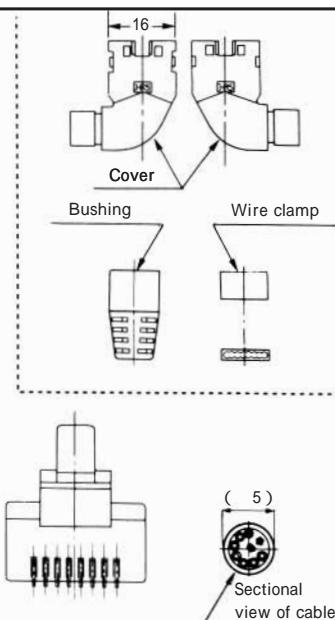 16
Cover
Bushing
Wire clamp
( 5 )
Sectional
view of cable